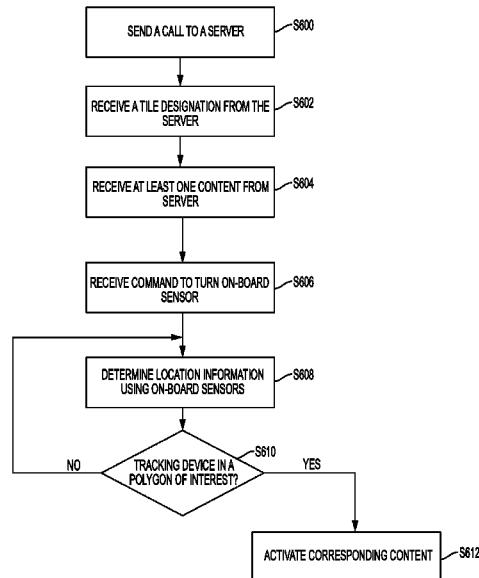 SEND A CALL TO A SERVER
S600
RECEIVE A TILE DESIGNATION FROM THE
SERVER
S602
RECEIVE AT LEAST ONE CONTENT FROM
SERVER
S604
RECEIVE COMMAND TO TURN ON-BOARD
SENSOR
S606
DETERMINE LOCATION INFORMATION
USING ON-BOARD SENSORS
S608
TRACKING DEVICE IN A
POLYGON OF INTEREST?
S610
NO
YES
ACTIVATE CORRESPONDING CONTENT
S612